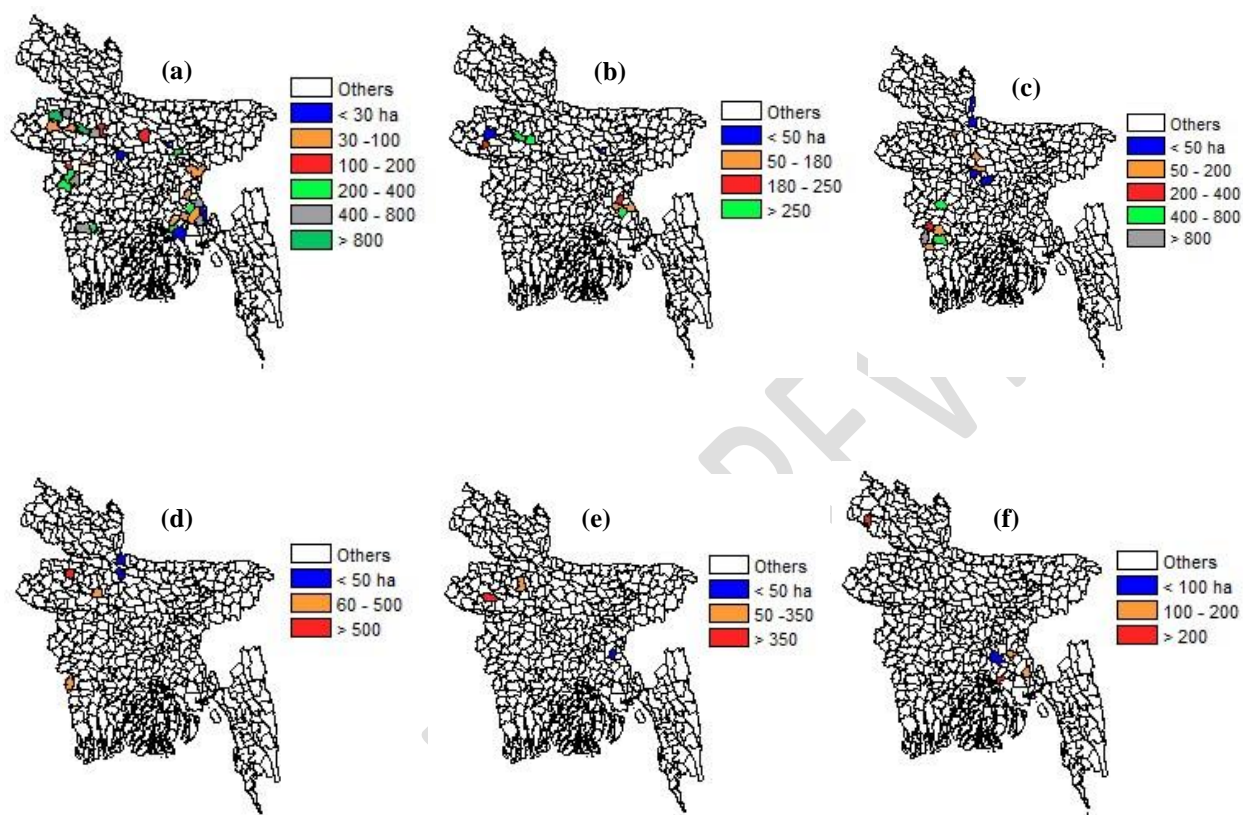 (a)
Others
< 30 ha
30 -100
100 - 200
200 - 400
400 - 800
> 800
(b)
Others
< 50 ha
50 - 180
180 - 250
> 250
(c)
Others
< 50 ha
50 - 200
200 - 400
400 - 800
> 800
(d)
Others
< 50 ha
60 - 500
> 500
(e)
Others
< 50 ha
50 -350
> 350
(f)
Others
< 100 ha
100 - 200
> 200